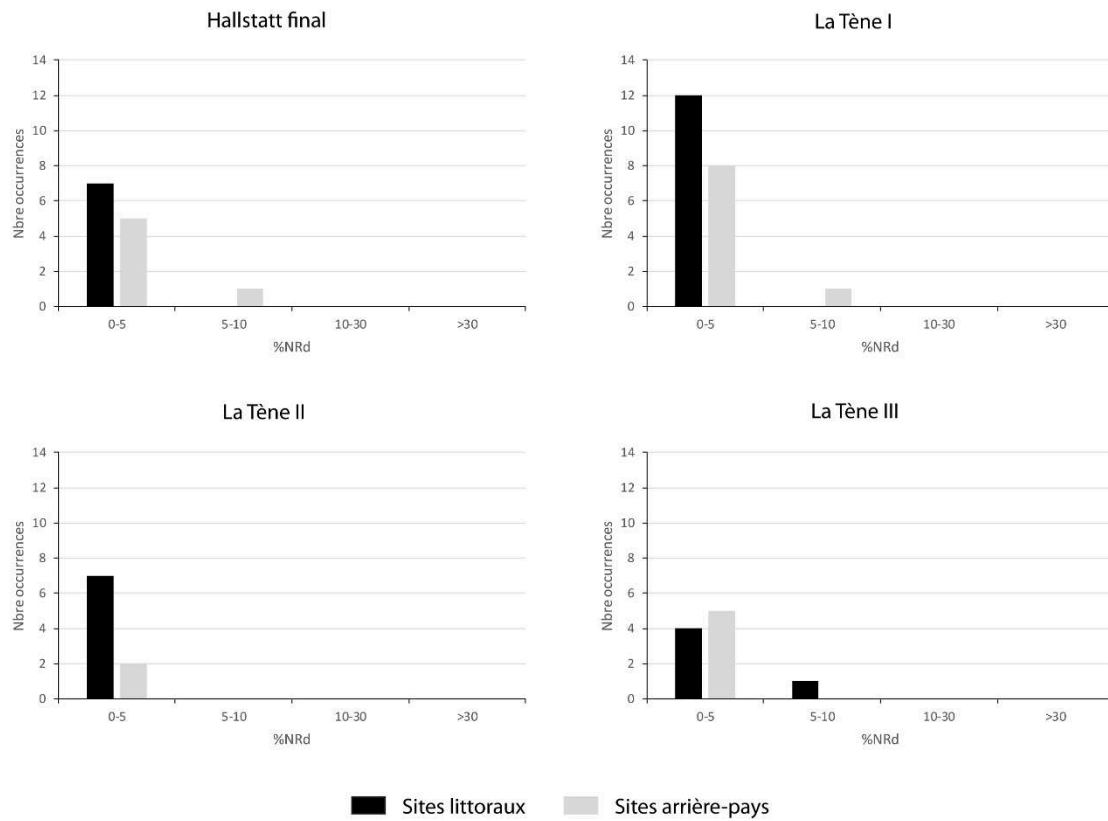 Hallstatt final
14
12
10
8
6
4
2
0
Nbre occurrences
0-5 5-10 10-30 >30
%NRd
La Tène I
14
12
10
8
6
4
2
0
Nbre occurrences
0-5 5-10 10-30 >30
%NRd
La Tène II
14
12
10
8
6
4
2
0
Nbre occurrences
0-5 5-10 10-30 >30
%NRd
La Tène III
14
12
10
8
6
4
2
0
Nbre occurrences
0-5 5-10 10-30 >30
%NRd
Sites littoraux Sites arrière-pays